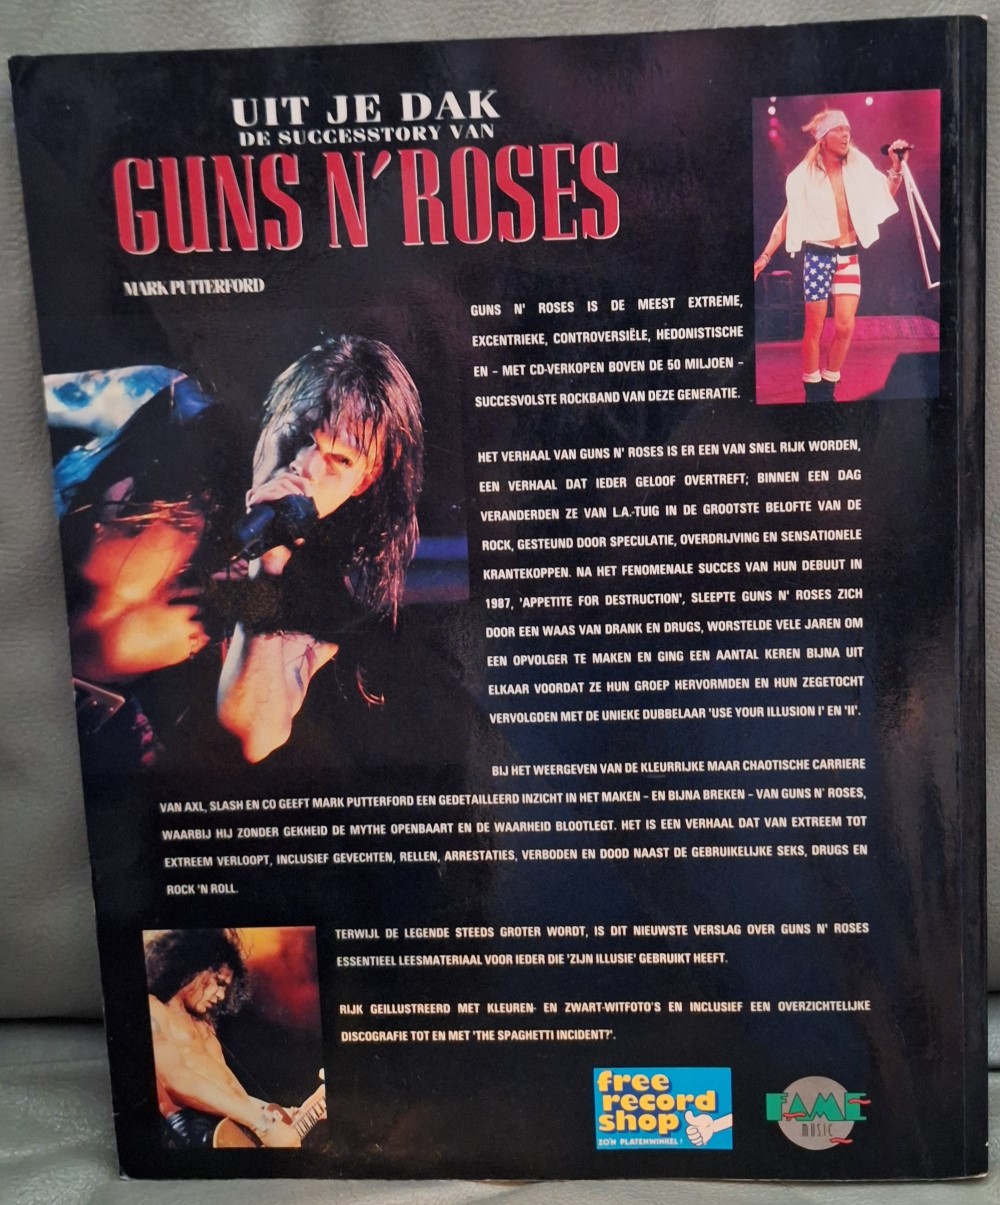 UIT JE DAK
DE SUCCESSTORY VAN
GUNS N' ROSES
MARK PUTTERFORD
GUNS N' ROSES IS DE MEEST EXTREME,
EXCENTRIEKE, CONTROVERSIËLE, HEDONISTISCHE
EN – MET CD-VERKOPEN BOVEN DE 50 MILJOEN –
SUCCESVOLSTE ROCKBAND VAN DEZE GENERATIE.
HET VERHAAL VAN GUNS N' ROSES IS ER EEN VAN SNEL RIJK WORDEN,
EEN VERHAAL DAT IEDER GELOOF OVERTREFT; BINNEN EEN DAG
VERANDERDEN ZE VAN L.A.-TUIG IN DE GROOTSTE BELOFTE VAN DE
ROCK, GESTEUND DOOR SPECULATIE, OVERDRIJVING EN SENSATIONELE
KRANTEKOPPEN. NA HET FENOMENALE SUCCES VAN HUN DEBUUT IN
1987, 'APPETITE FOR DESTRUCTION', SLEEPTE GUNS N' ROSES ZICH
DOOR EEN WAAS VAN DRANK EN DRUGS, WORSTELDE VELE JAREN OM
EEN OPVOLGER TE MAKEN EN GING EEN AANTAL KEREN BIJNA UIT
ELKAAR VOORDAT ZE HUN GROEP HERVORMDEN EN HUN ZEGETOCHT
VERVOLGDEN MET DE UNIEKE DUBBELAAR 'USE YOUR ILLUSION I' EN 'II'.
BIJ HET WEERGEVEN VAN DE KLEURRIJKE MAAR CHAOTISCHE CARRIERE
VAN AXL, SLASH EN CO GEEFT MARK PUTTERFORD EEN GEDETAILLEERD INZICHT IN HET MAKEN – EN BIJNA BREKEN – VAN GUNS N' ROSES,
WAARBIJ HIJ ZONDER GEKHEID DE MYTHE OPENBAART EN DE WAARHEID BLOOTLEGT. HET IS EEN VERHAAL DAT VAN EXTREEM TOT
EXTREEM VERLOOPT, INCLUSIEF GEVECHTEN, RELLEN, ARRESTATIES, VERBODEN EN DOOD NAAST DE GEBRUIKELIJKE SEKS, DRUGS EN
ROCK 'N ROLL.
TERWIJL DE LEGENDE STEEDS GROTER WORDT, IS DIT NIEUWSTE VERSLAG OVER GUNS N' ROSES
ESSENTIEEL LEESMATERIAAL VOOR IEDER DIE 'ZIJN ILLUSIE' GEBRUIKT HEEFT.
RIJK GEILLUSTREERD MET KLEUREN- EN ZWART-WITFOTO'S EN INCLUSIEF EEN OVERZICHTELIJKE
DISCOGRAFIE TOT EN MET 'THE SPAGHETTI INCIDENT?'.
free
record
shop
ZO'N PLATENWINKEL!
FAME
MUSIC